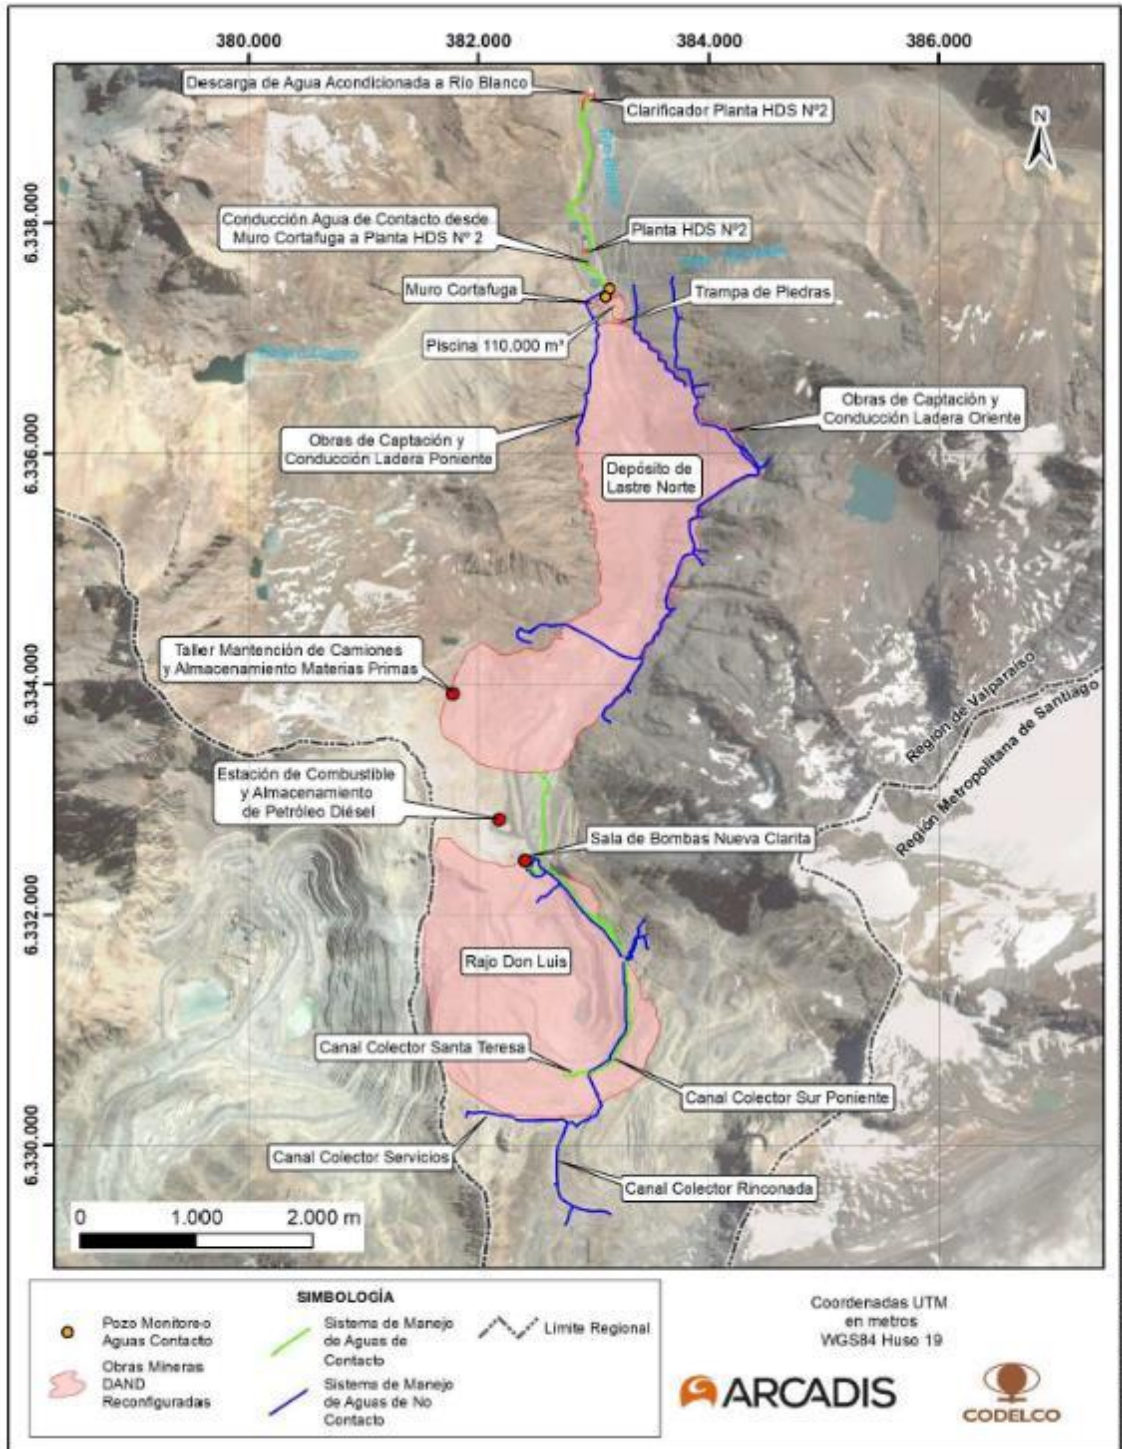 380.000
382.000
384.000
386.000
Descarga de Agua Acondicionada a Río Blanco
Clarificador Planta HDS Nº2
N
6.338.000
Conducción Agua de Contacto desde
Muro Cortafuga a Planta HDS Nº 2
Planta HDS Nº2
Muro Cortafuga
Trampa de Piedras
Piscina 110.000 m³
Obras de Captación y
Conducción Ladera Oriente
Obras de Captación y
Conducción Ladera Poniente
6.336.000
Depósito de
Lastre Norte
Taller Mantención de Camiones
y Almacenamiento Materias Primas
6.334.000
Región de Valparaíso
Región Metropolitana de Santiago
Estación de Combustible
y Almacenamiento
de Petróleo Diésel
Sala de Bombas Nueva Clarita
6.332.000
Rajo Don Luis
Canal Colector Santa Teresa
Canal Colector Sur Poniente
6.330.000
Canal Colector Servicios
Canal Colector Rinconada
0 1.000 2.000 m
SIMBOLOGÍA
Pozo Monitoreo
Aguas Contacto
Obras Mineras
DAND
Reconfiguradas
Sistema de Manejo
de Aguas de
Contacto
Sistema de Manejo
de Aguas de No
Contacto
Límite Regional
Coordenadas UTM
en metros
WGS84 Huso 19
ARCADIS
CODELCO